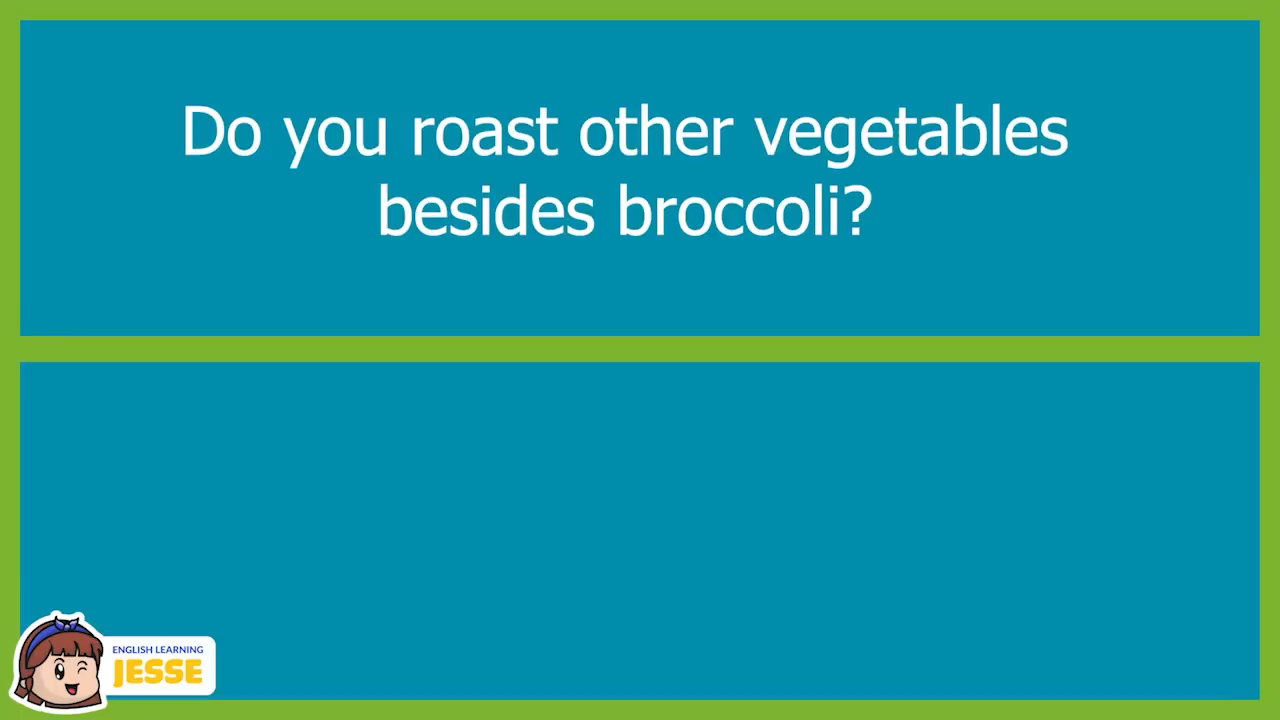 Do you roast other vegetables
besides broccoli?
ENGLISH LEARNING
JESSE